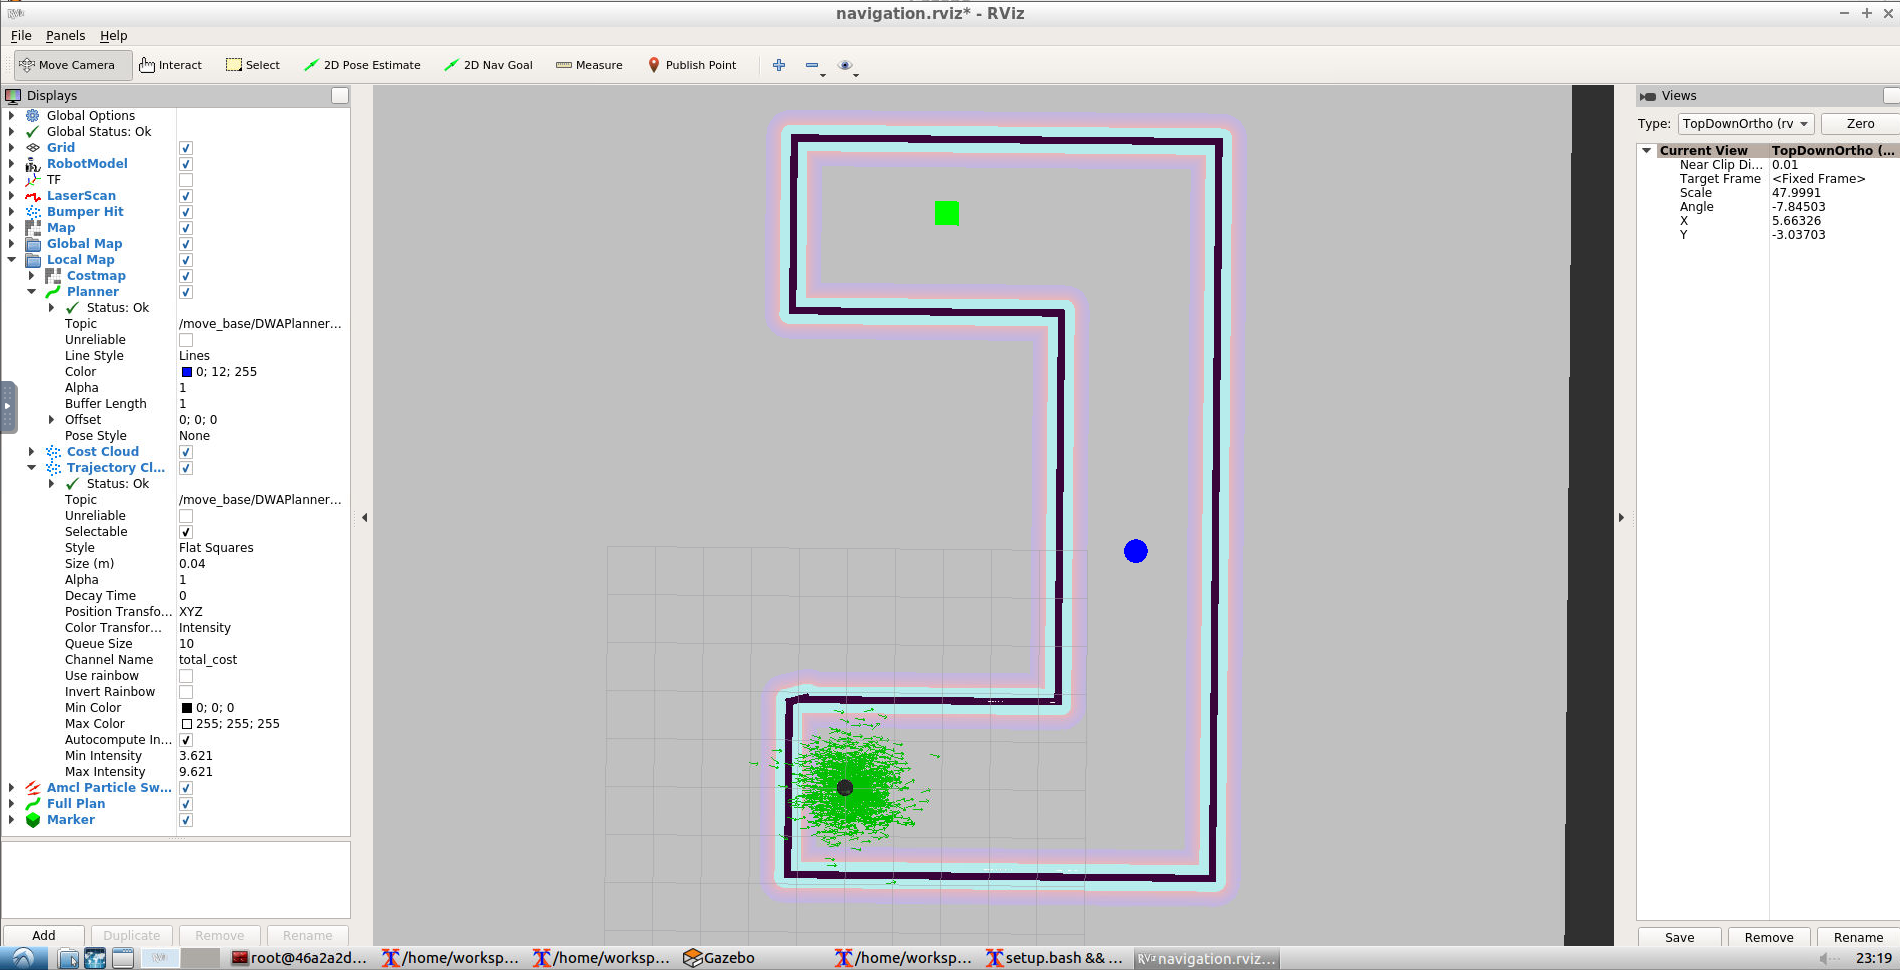 navigation.rviz* - RViz
File Panels Help
Move Camera Interact Select 2D Pose Estimate 2D Nav Goal Measure Publish Point
Displays
Global Options
Global Status: Ok
Grid
RobotModel
TF
LaserScan
Bumper Hit
Map
Global Map
Local Map
Costmap
Planner
Status: Ok
Topic /move_base/DWAPlanner...
Unreliable
Line Style Lines
Color 0; 12; 255
Alpha 1
Buffer Length 1
Offset 0; 0; 0
Pose Style None
Cost Cloud
Trajectory Cl...
Status: Ok
Topic /move_base/DWAPlanner...
Unreliable
Selectable
Style Flat Squares
Size (m) 0.04
Alpha 1
Decay Time 0
Position Transfo... XYZ
Color Transfor... Intensity
Queue Size 10
Channel Name total_cost
Use rainbow
Invert Rainbow
Min Color 0; 0; 0
Max Color 255; 255; 255
Autocompute In...
Min Intensity 3.621
Max Intensity 9.621
Amcl Particle Sw...
Full Plan
Marker
Add Duplicate Remove Rename
Views
Type: TopDownOrtho (rv Zero
Current View TopDownOrtho (...
Near Clip Di... 0.01
Target Frame <Fixed Frame>
Scale 47.9991
Angle -7.84503
X 5.66326
Y -3.03703
Save Remove Rename
root@46a2a2d... /home/worksp... /home/worksp... Gazebo /home/worksp... setup.bash && ... navigation.rviz... 23:19